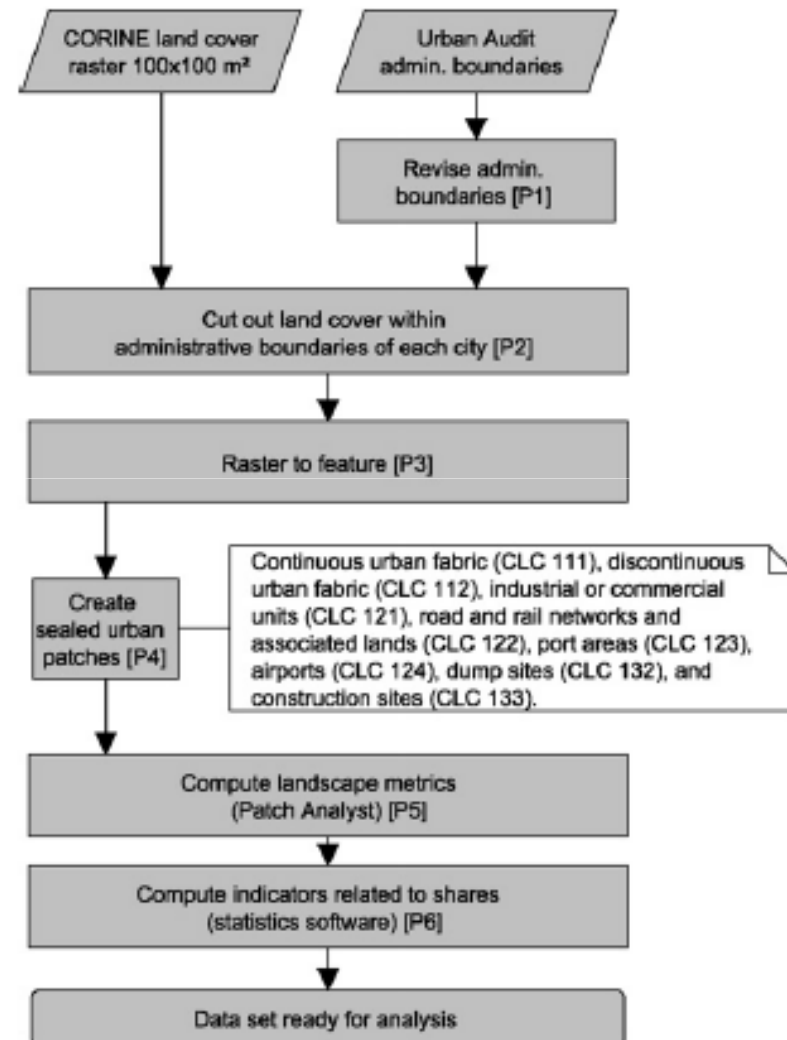 CORINE land cover
raster 100x100 m²
Urban Audit
admin. boundaries
Revise admin.
boundaries [P1]
Cut out land cover within
administrative boundaries of each city [P2]
Raster to feature [P3]
Create
sealed urban
patches [P4]
Continuous urban fabric (CLC 111), discontinuous
urban fabric (CLC 112), industrial or commercial
units (CLC 121), road and rail networks and
associated lands (CLC 122), port areas (CLC 123),
airports (CLC 124), dump sites (CLC 132), and
construction sites (CLC 133).
Compute landscape metrics
(Patch Analyst) [P5]
Compute indicators related to shares
(statistics software) [P6]
Data set ready for analysis